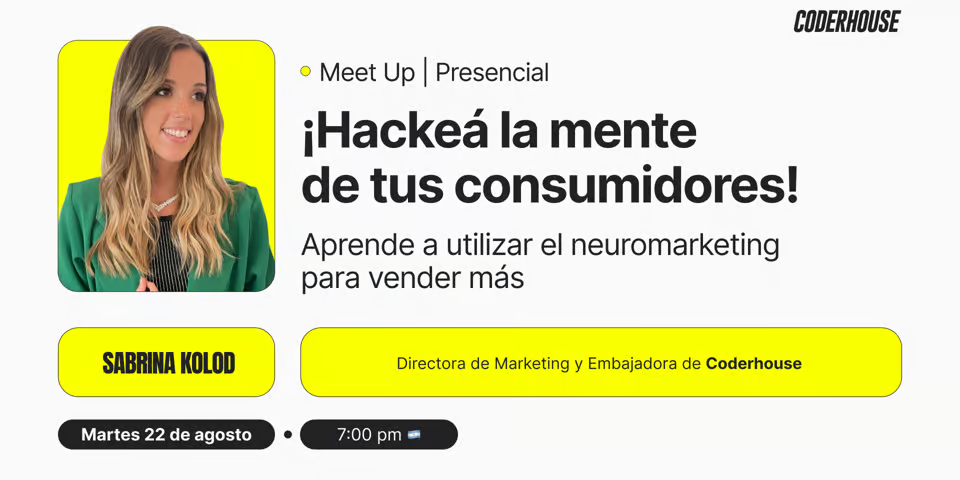 CODERHOUSE
Meet Up | Presencial
¡Hackeá la mente
de tus consumidores!
Aprende a utilizar el neuromarketing
para vender más
SABRINA KOLOD
Directora de Marketing y Embajadora de Coderhouse
Martes 22 de agosto
7:00 pm